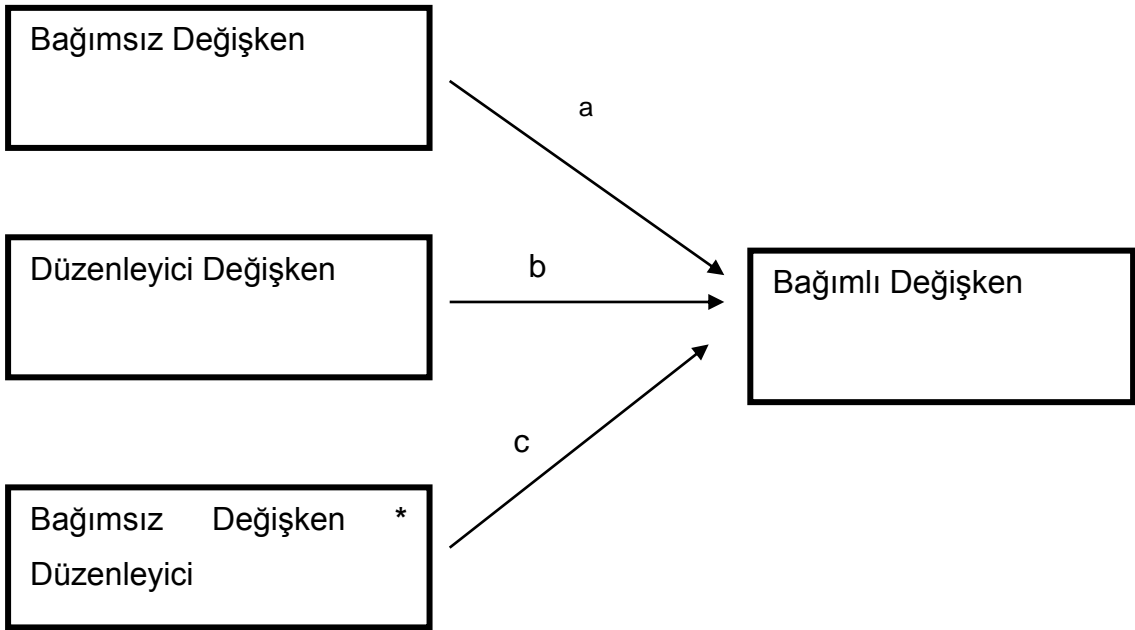 Bağımsız Değişken
a
Düzenleyici Değişken
b
Bağımlı Değişken
c
Bağımsız Değişken *
Düzenleyici